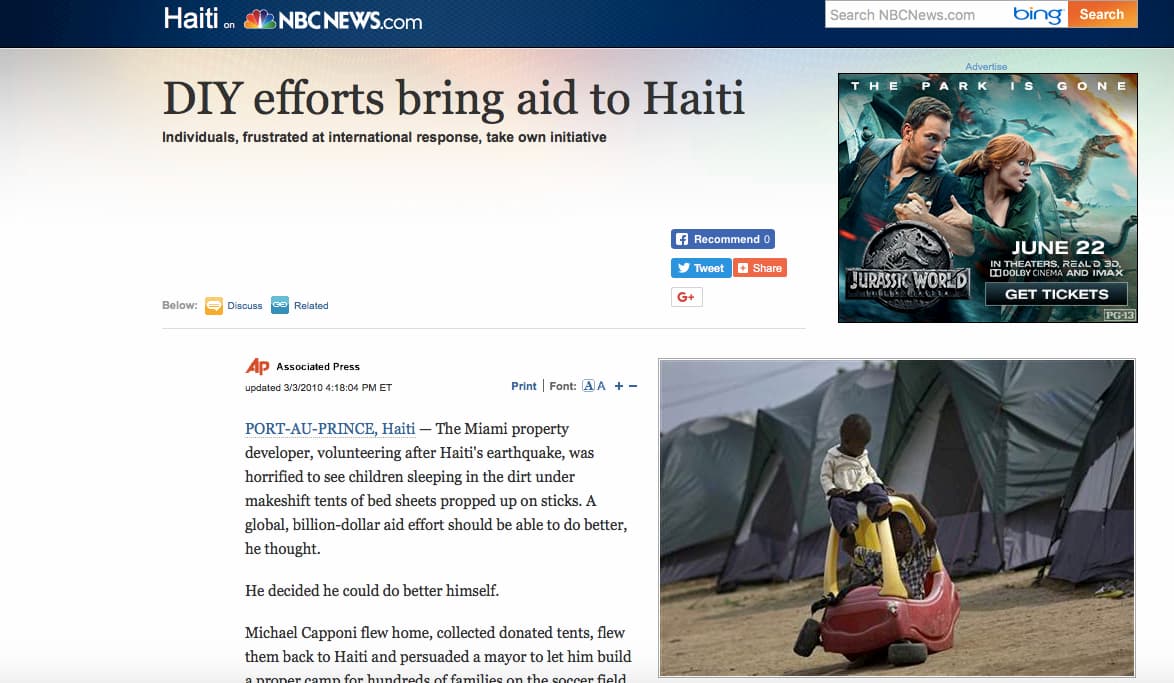 Haiti on NBCNEWS.com
Search NBCNews.com bing Search
DIY efforts bring aid to Haiti
Individuals, frustrated at international response, take own initiative
Advertise
THE PARK IS GONE
JURASSIC WORLD
JUNE 22
IN THEATERS, REAL D 3D,
DOLBY CINEMA AND IMAX
GET TICKETS
PG-13
Recommend 0
Tweet Share
G+
Below: Discuss Related
AP Associated Press
updated 3/3/2010 4:18:04 PM ET
Print | Font: A A + −
PORT-AU-PRINCE, Haiti — The Miami property
developer, volunteering after Haiti's earthquake, was
horrified to see children sleeping in the dirt under
makeshift tents of bed sheets propped up on sticks. A
global, billion-dollar aid effort should be able to do better,
he thought.
He decided he could do better himself.
Michael Capponi flew home, collected donated tents, flew
them back to Haiti and persuaded a mayor to let him build
a proper camp for hundreds of families on the soccer field